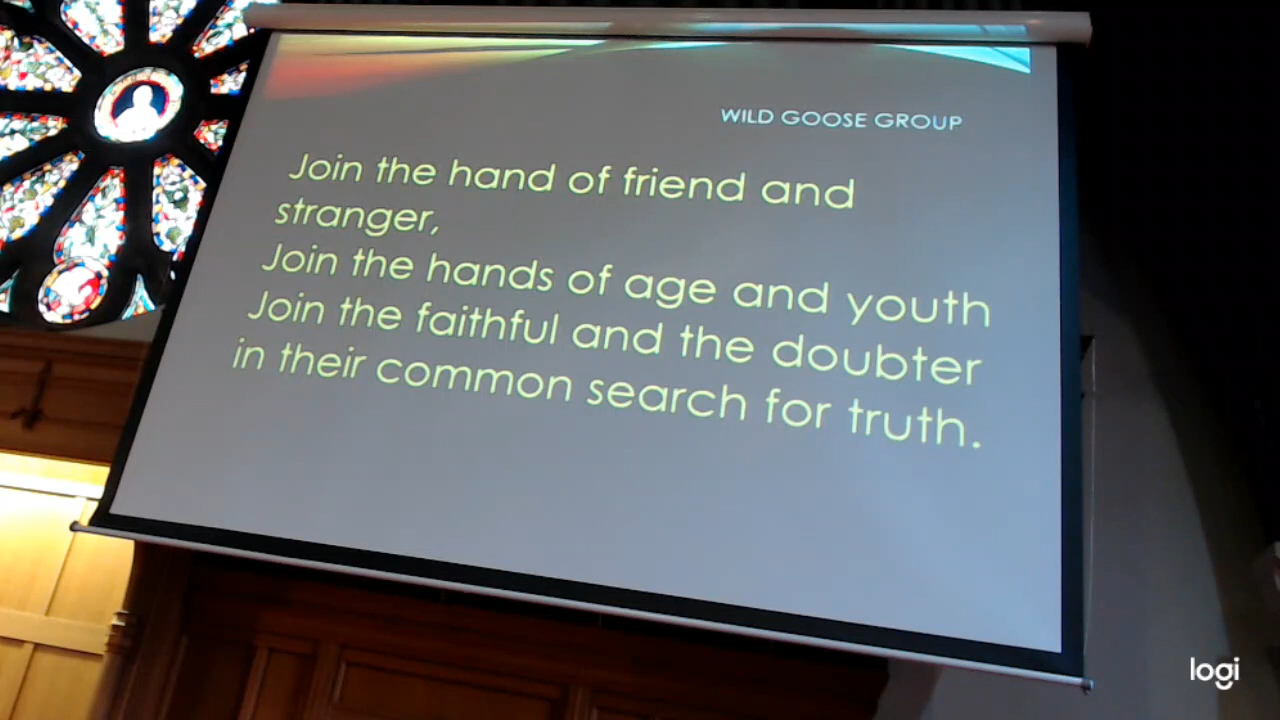 WILD GOOSE GROUP
Join the hand of friend and
stranger,
Join the hands of age and youth
Join the faithful and the doubter
in their common search for truth.
logi